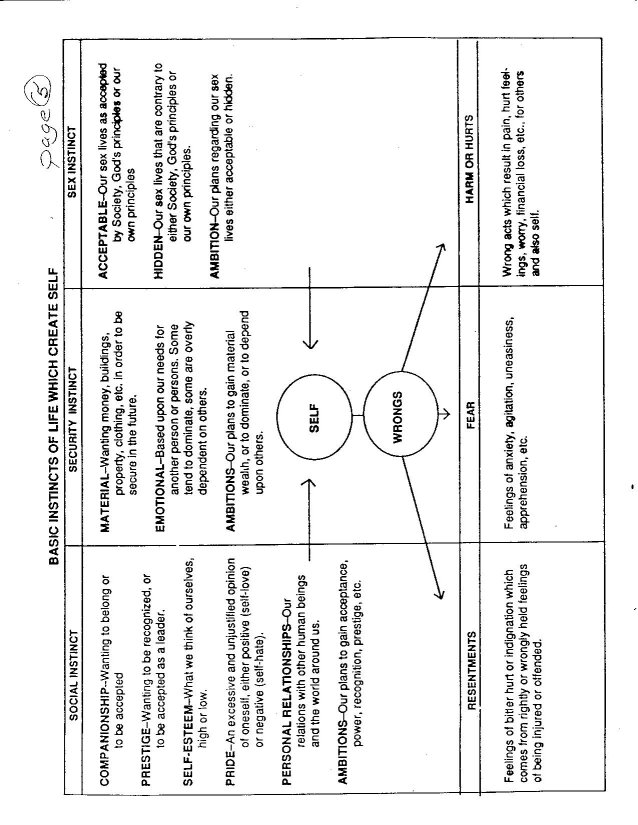 page 5
BASIC INSTINCTS OF LIFE WHICH CREATE SELF
SOCIAL INSTINCT
COMPANIONSHIP–Wanting to belong or
to be accepted
PRESTIGE–Wanting to be recognized, or
to be accepted as a leader.
SELF-ESTEEM–What we think of ourselves,
high or low.
PRIDE–An excessive and unjustified opinion
of oneself, either positive (self-love)
or negative (self-hate).
PERSONAL RELATIONSHIPS–Our
relations with other human beings
and the world around us.
AMBITIONS–Our plans to gain acceptance,
power, recognition, prestige, etc.
SECURITY INSTINCT
MATERIAL–Wanting money, buildings,
property, clothing, etc. in order to be
secure in the future.
EMOTIONAL–Based upon our needs for
another person or persons. Some
tend to dominate, some are overly
dependent on others.
AMBITIONS–Our plans to gain material
wealth, or to dominate, or to depend
upon others.
SEX INSTINCT
ACCEPTABLE–Our sex lives as accepted
by Society, God's principles or our
own principles
HIDDEN–Our sex lives that are contrary to
either Society, God's principles or
our own principles.
AMBITION–Our plans regarding our sex
lives either acceptable or hidden.
SELF
WRONGS
RESENTMENTS
Feelings of bitter hurt or indignation which
comes from rightly or wrongly held feelings
of being injured or offended.
FEAR
Feelings of anxiety, agitation, uneasiness,
apprehension, etc.
HARM OR HURTS
Wrong acts which result in pain, hurt feel-
ings, worry, financial loss, etc., for others
and also self.